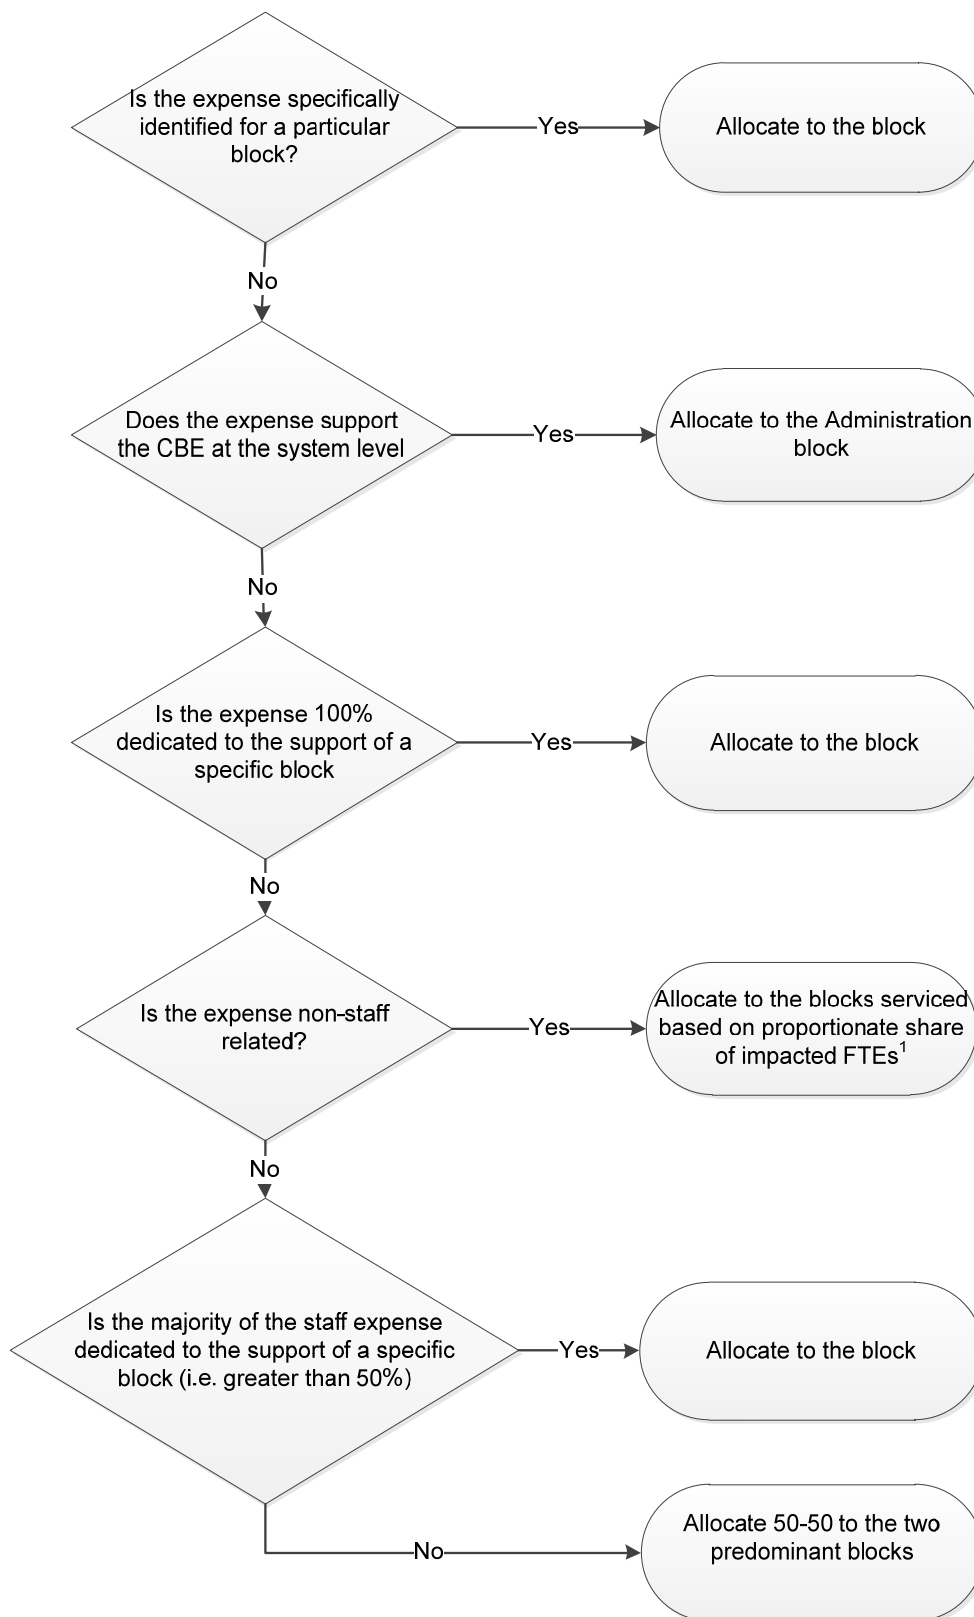 Is the expense specifically
identified for a particular
block?
Yes
Allocate to the block
No
Does the expense support
the CBE at the system level
Yes
Allocate to the Administration
block
No
Is the expense 100%
dedicated to the support of a
specific block
Yes
Allocate to the block
No
Is the expense non-staff
related?
Yes
Allocate to the blocks serviced
based on proportionate share
of impacted FTEs¹
No
Is the majority of the staff expense
dedicated to the support of a specific
block (i.e. greater than 50%)
Yes
Allocate to the block
No
Allocate 50-50 to the two
predominant blocks